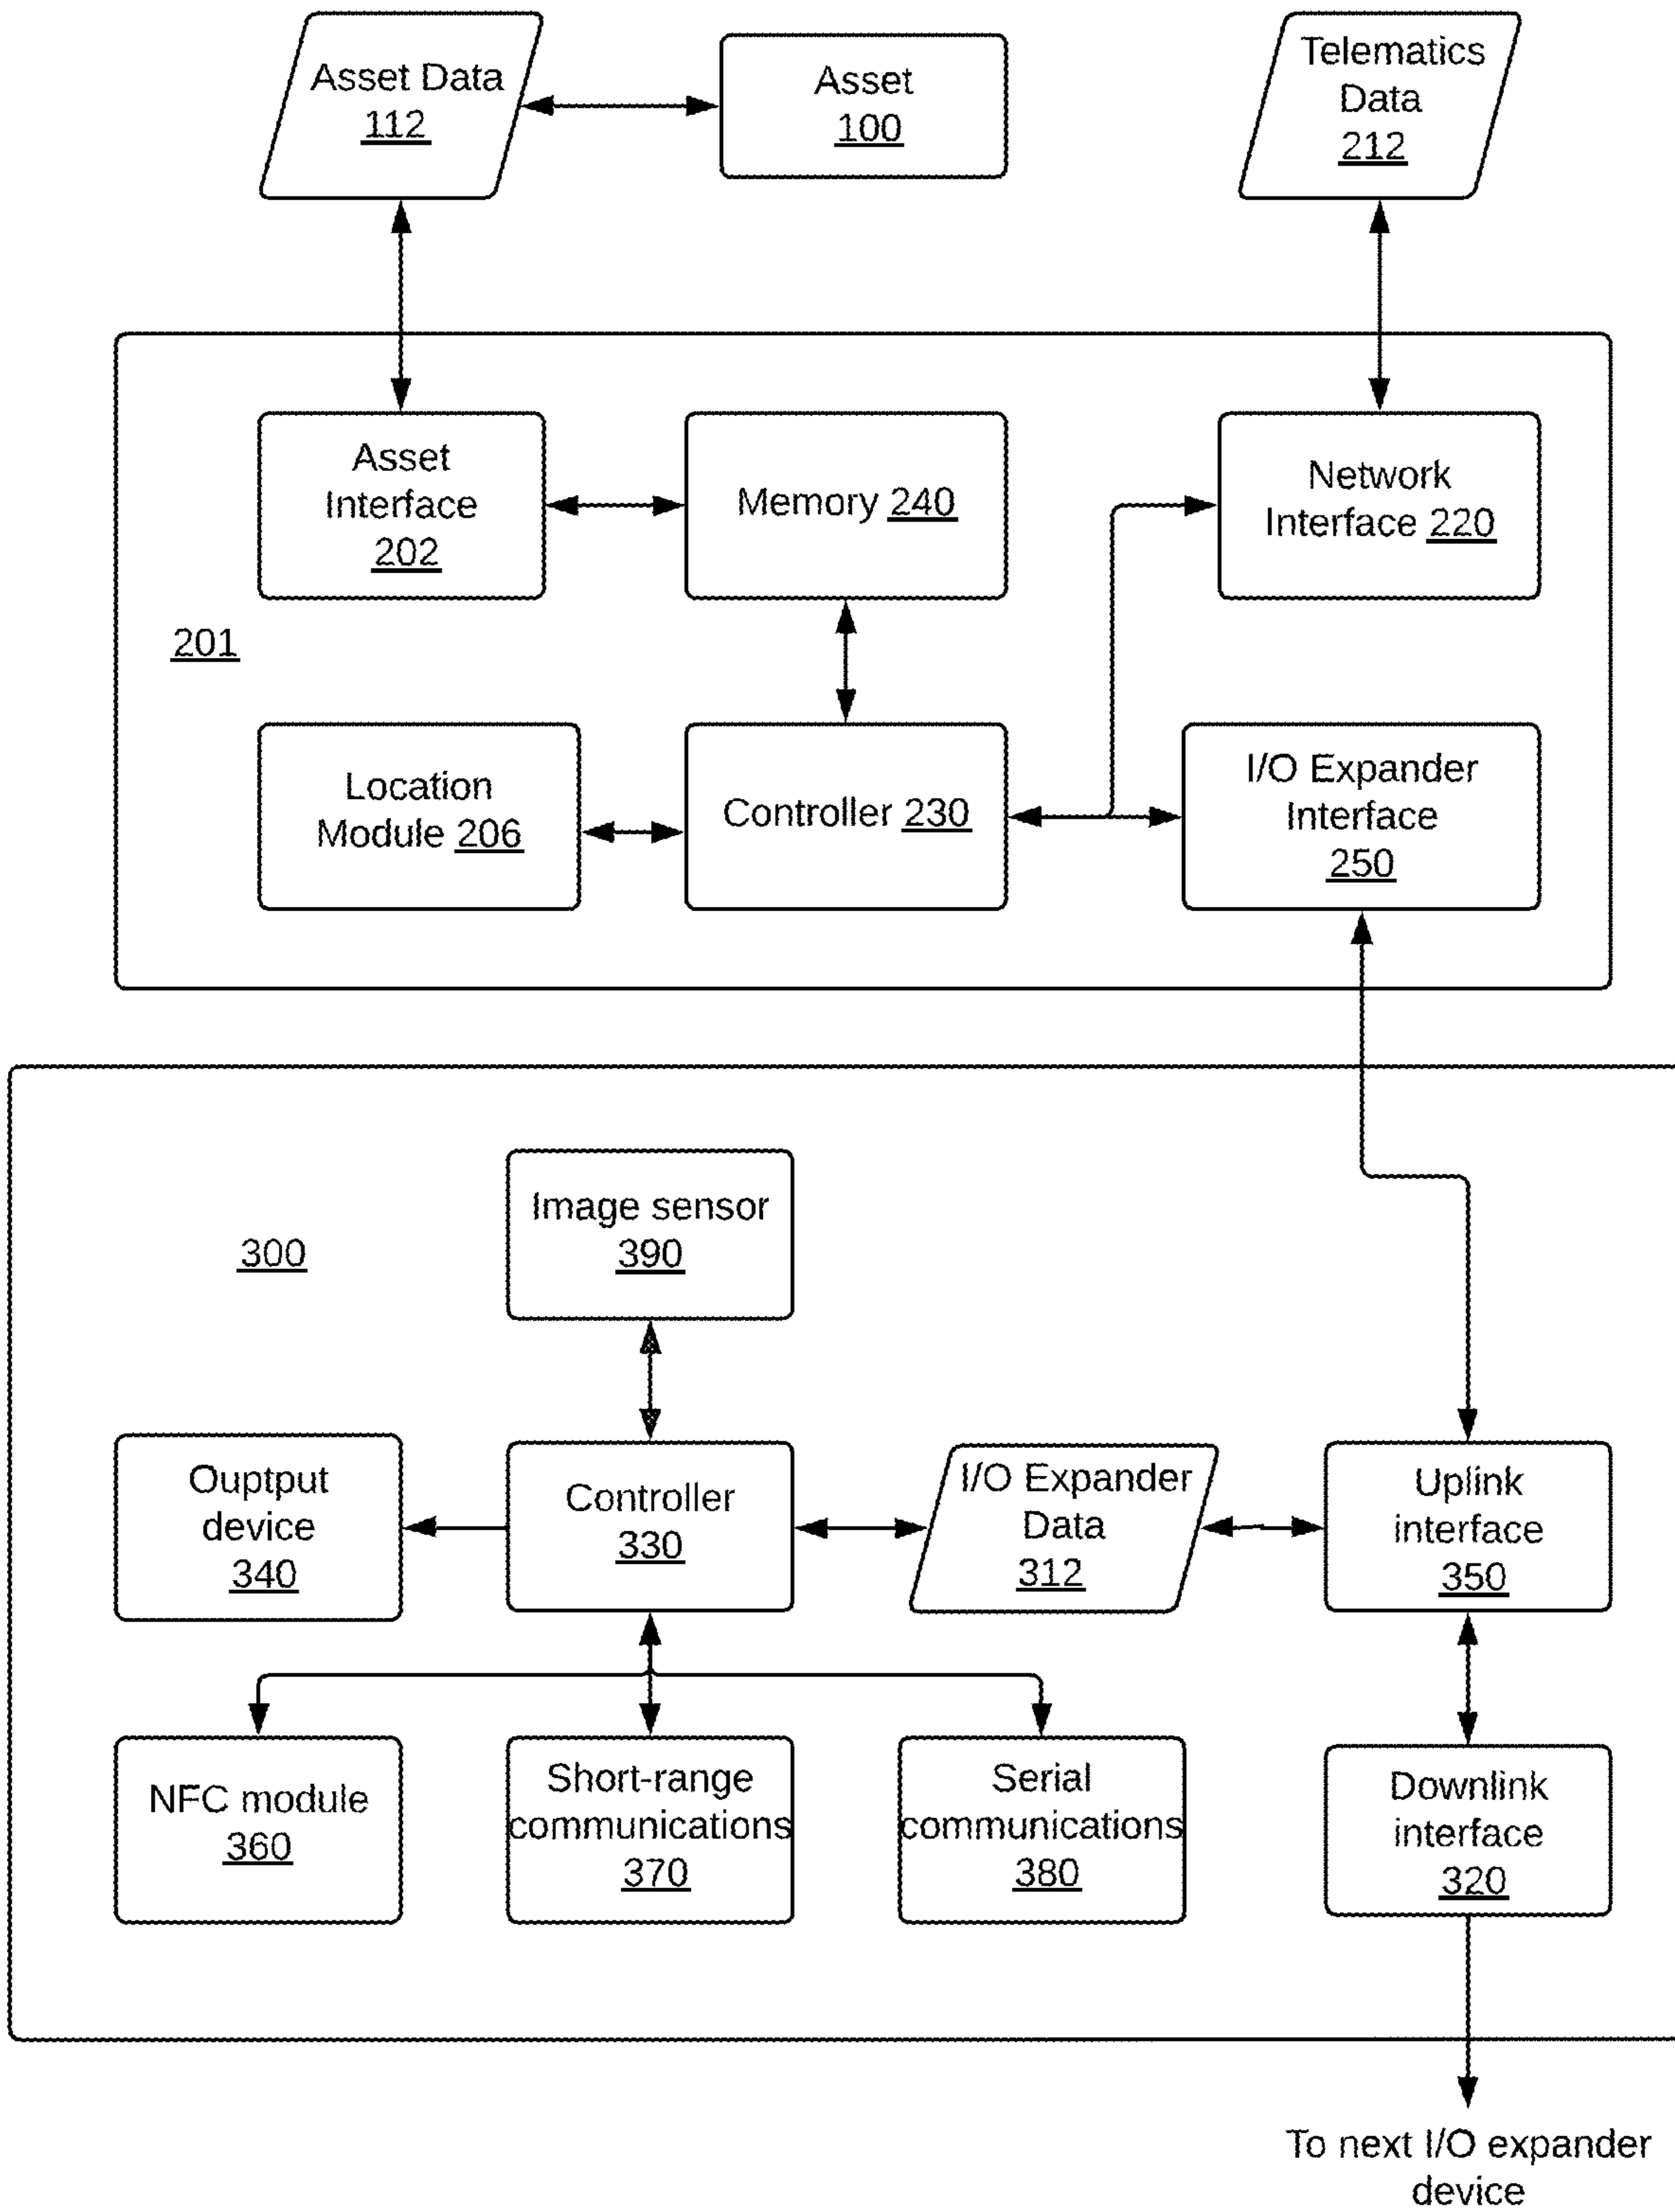 Asset Data
112
Asset
100
Telematics
Data
212
Asset
Interface
202
Memory 240
Network
Interface 220
201
Location
Module 206
Controller 230
I/O Expander
Interface
250
300
Image sensor
390
Ouptput
device
340
Controller
330
I/O Expander
Data
312
Uplink
interface
350
NFC module
360
Short-range
communications
370
Serial
communications
380
Downlink
interface
320
To next I/O expander
device